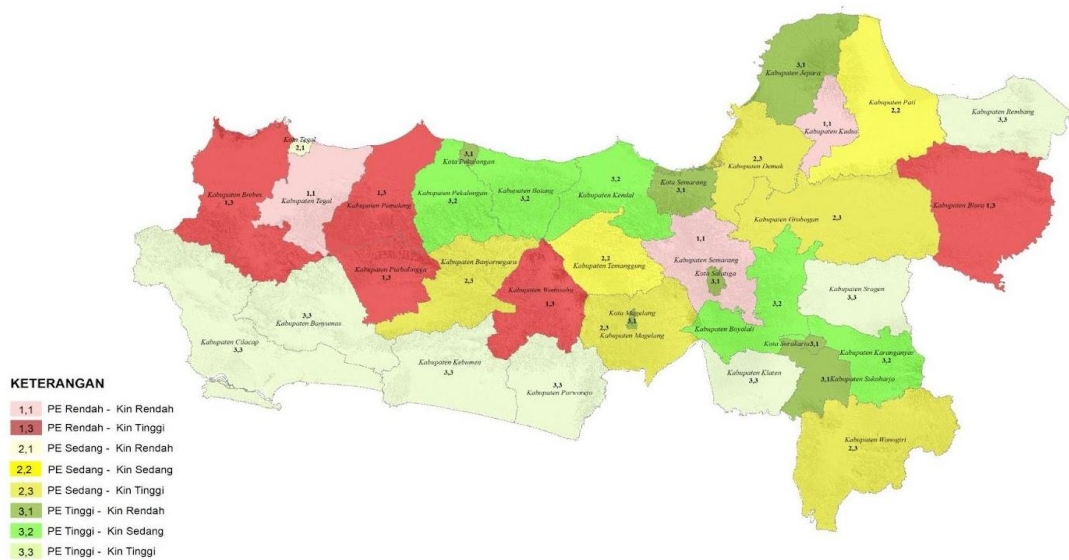 3,1
Kabupaten Jepara
Kabupaten Pati
2,2
Kabupaten Rembang
3,3
1,1
Kabupaten Kudus
Kota Tegal
2,1
3,1
Kota Pekalongan
2,3
Kabupaten Demak
Kabupaten Brebes
1,3
1,1
Kabupaten Tegal
1,3
Kabupaten Pemalang
Kabupaten Pekalongan
3,2
Kabupaten Batang
3,2
3,2
Kabupaten Kendal
Kota Semarang
3,1
Kabupaten Grobogan
2,3
Kabupaten Blora 1,3
1,1
Kabupaten Semarang
Kota Salatiga
3,1
2,2
Kabupaten Temanggung
Kabupaten Banjarnegara
2,3
Kabupaten Purbalingga
1,3
Kabupaten Wonosobo
1,3
Kabupaten Sragen
3,3
3,2
Kabupaten Boyolali
3,3
Kabupaten Banyumas
Kota Magelang
3,1
2,3
Kabupaten Magelang
Kabupaten Cilacap
3,3
Kabupaten Kebumen
3,3
3,3
Kabupaten Purworejo
Kota Surakarta 3,1
Kabupaten Karanganyar
3,2
Kabupaten Klaten
3,3
3,1 Kabupaten Sukoharjo
Kabupaten Wonogiri
2,3
KETERANGAN
1,1 PE Rendah - Kin Rendah
1,3 PE Rendah - Kin Tinggi
2,1 PE Sedang - Kin Rendah
2,2 PE Sedang - Kin Sedang
2,3 PE Sedang - Kin Tinggi
3,1 PE Tinggi - Kin Rendah
3,2 PE Tinggi - Kin Sedang
3,3 PE Tinggi - Kin Tinggi